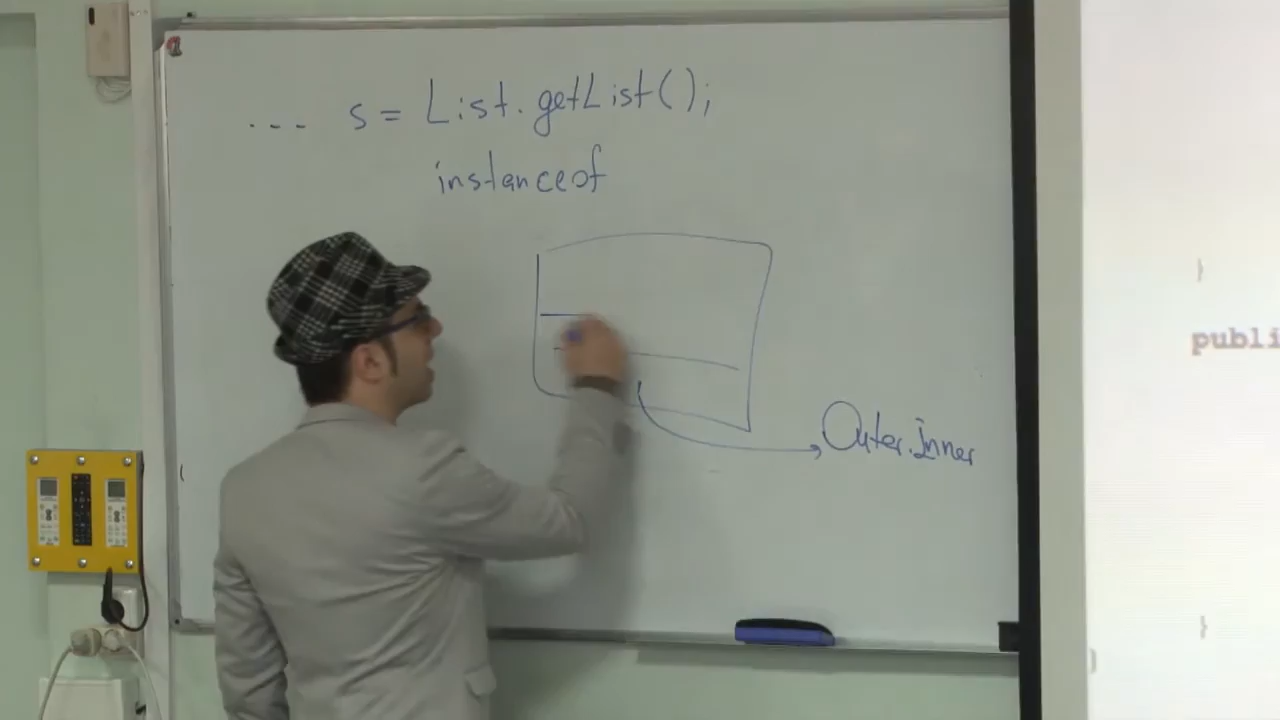 ... s = List.getList();
instanceof
Outer.Inner
}
publi
}
}